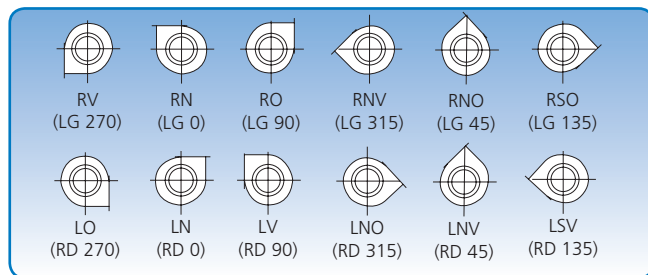 RV RN RO RNV RNO RSO
(LG 270) (LG 0) (LG 90) (LG 315) (LG 45) (LG 135)
LO LN LV LNO LNV LSV
(RD 270) (RD 0) (RD 90) (RD 315) (RD 45) (RD 135)